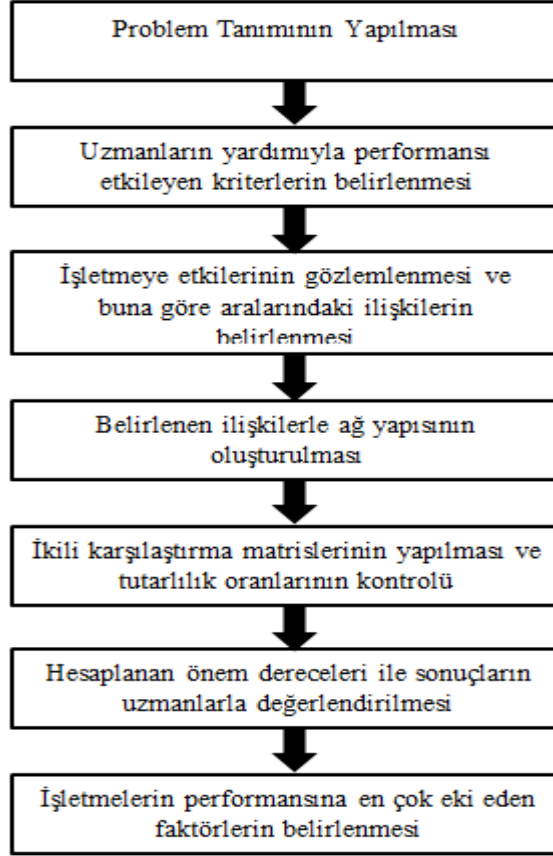 Problem Tanımının Yapılması
Uzmanların yardımıyla performansı
etkileyen kriterlerin belirlenmesi
İşletmeye etkilerinin gözlemlenmesi ve
buna göre aralarındaki ilişkilerin
belirlenmesi
Belirlenen ilişkilerle ağ yapısının
oluşturulması
İkili karşılaştırma matrislerinin yapılması ve
tutarlılık oranlarının kontrolü
Hesaplanan önem dereceleri ile sonuçların
uzmanlarla değerlendirilmesi
İşletmelerin performansına en çok eki eden
faktörlerin belirlenmesi